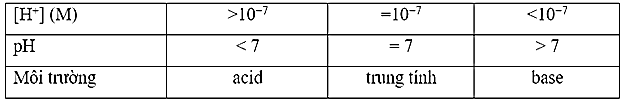 [H⁺] (M) >10⁻⁷ =10⁻⁷ <10⁻⁷
pH < 7 = 7 > 7
Môi trường acid trung tính base